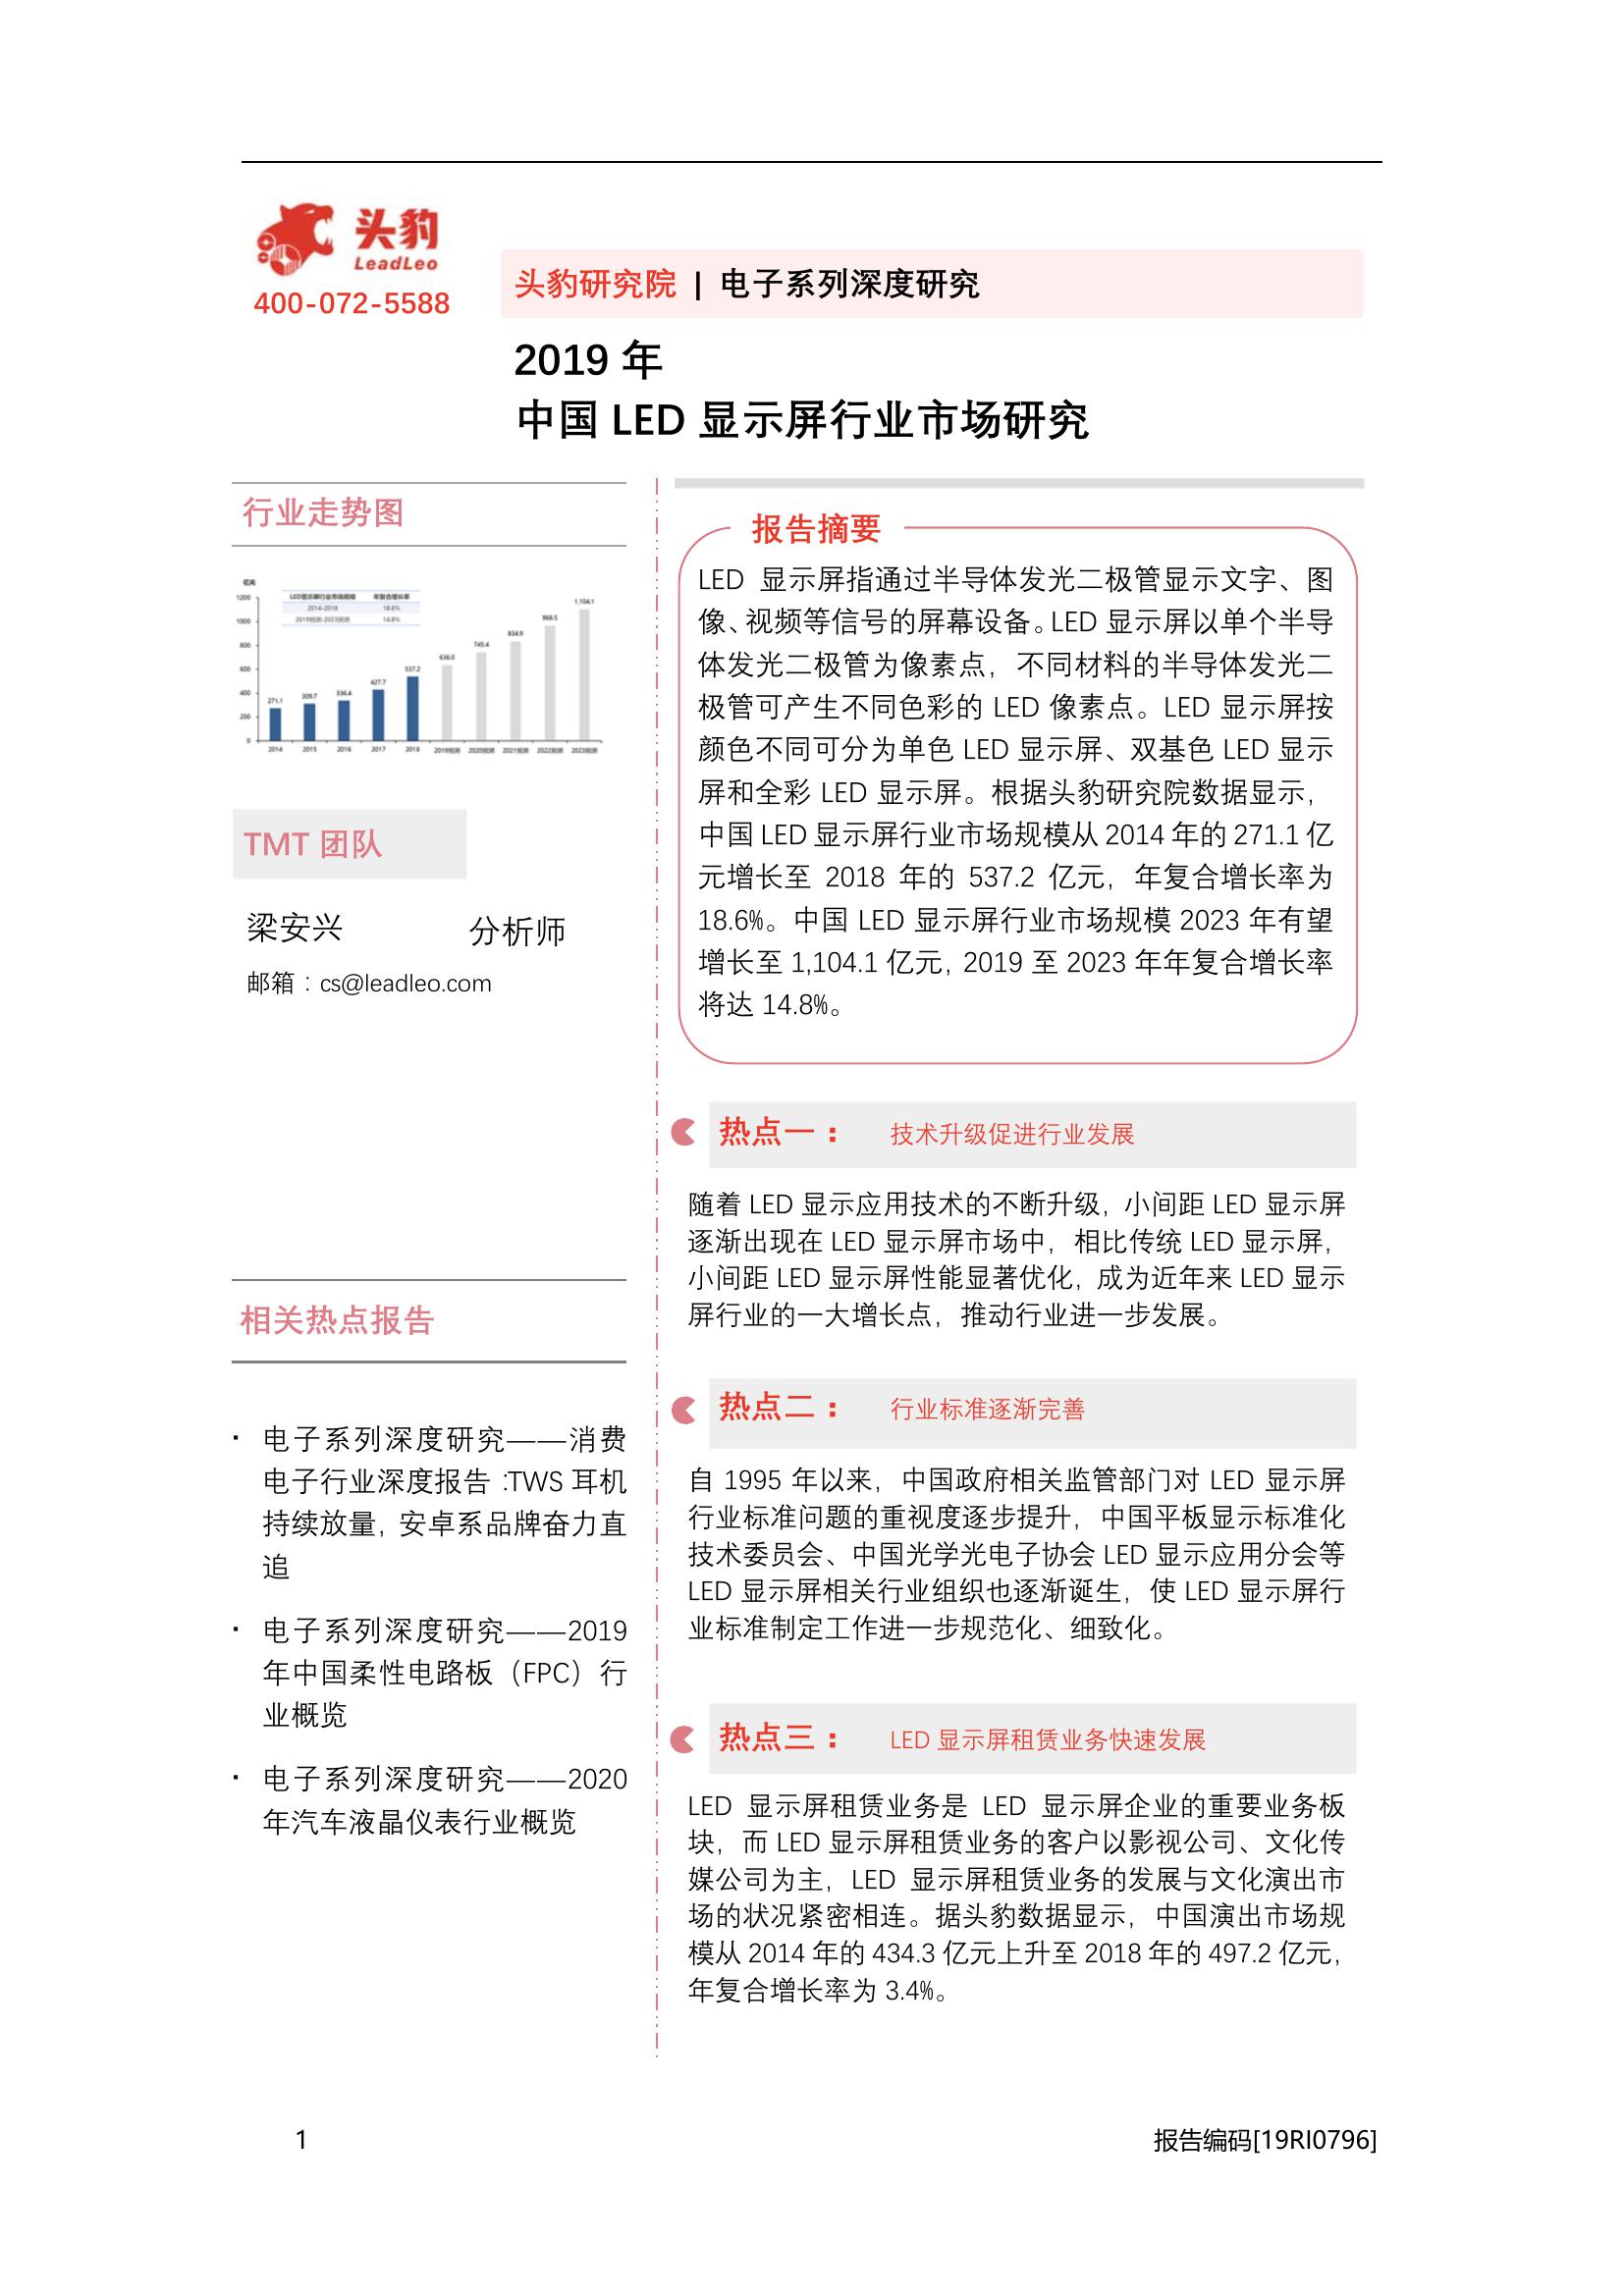 头豹
LeadLeo
400-072-5588
头豹研究院 | 电子系列深度研究
2019 年
中国 LED 显示屏行业市场研究
行业走势图
亿元
LED显示屏行业市场规模 年复合增长率
2014-2018 18.6%
2019预测-2023预测 14.8%
1200
1000
800
600
400
200
0
271.1
309.7
336.4
427.7
537.2
636.0
745.4
834.9
968.5
1,104.1
2014 2015 2016 2017 2018 2019预测 2020预测 2021预测 2022预测 2023预测
TMT 团队
梁安兴 分析师
邮箱：cs@leadleo.com
相关热点报告
· 电子系列深度研究——消费
电子行业深度报告:TWS 耳机
持续放量，安卓系品牌奋力直
追
· 电子系列深度研究——2019
年中国柔性电路板（FPC）行
业概览
· 电子系列深度研究——2020
年汽车液晶仪表行业概览
报告摘要
LED 显示屏指通过半导体发光二极管显示文字、图
像、视频等信号的屏幕设备。LED 显示屏以单个半导
体发光二极管为像素点，不同材料的半导体发光二
极管可产生不同色彩的 LED 像素点。LED 显示屏按
颜色不同可分为单色 LED 显示屏、双基色 LED 显示
屏和全彩 LED 显示屏。根据头豹研究院数据显示，
中国 LED 显示屏行业市场规模从 2014 年的 271.1 亿
元增长至 2018 年的 537.2 亿元，年复合增长率为
18.6%。中国 LED 显示屏行业市场规模 2023 年有望
增长至 1,104.1 亿元，2019 至 2023 年年复合增长率
将达 14.8%。
热点一： 技术升级促进行业发展
随着 LED 显示应用技术的不断升级，小间距 LED 显示屏
逐渐出现在 LED 显示屏市场中，相比传统 LED 显示屏，
小间距 LED 显示屏性能显著优化，成为近年来 LED 显示
屏行业的一大增长点，推动行业进一步发展。
热点二： 行业标准逐渐完善
自 1995 年以来，中国政府相关监管部门对 LED 显示屏
行业标准问题的重视度逐步提升，中国平板显示标准化
技术委员会、中国光学光电子协会 LED 显示应用分会等
LED 显示屏相关行业组织也逐渐诞生，使 LED 显示屏行
业标准制定工作进一步规范化、细致化。
热点三： LED 显示屏租赁业务快速发展
LED 显示屏租赁业务是 LED 显示屏企业的重要业务板
块，而 LED 显示屏租赁业务的客户以影视公司、文化传
媒公司为主，LED 显示屏租赁业务的发展与文化演出市
场的状况紧密相连。据头豹数据显示，中国演出市场规
模从 2014 年的 434.3 亿元上升至 2018 年的 497.2 亿元，
年复合增长率为 3.4%。
1 报告编码[19RI0796]